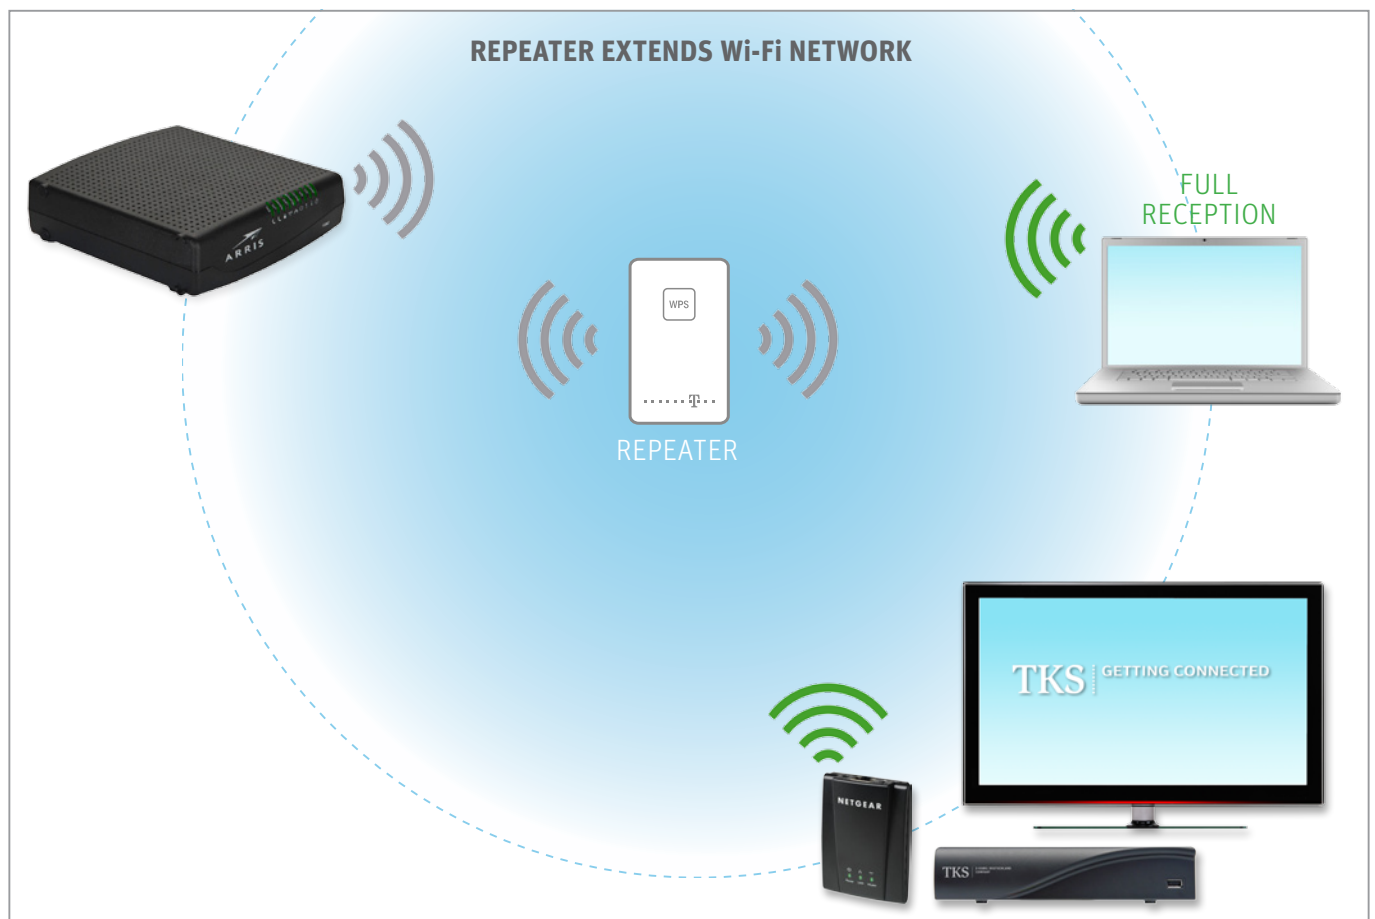 REPEATER EXTENDS Wi-Fi NETWORK
FULL
RECEPTION
ARRIS
WPS
T
REPEATER
TKS GETTING CONNECTED
NETGEAR
TKS